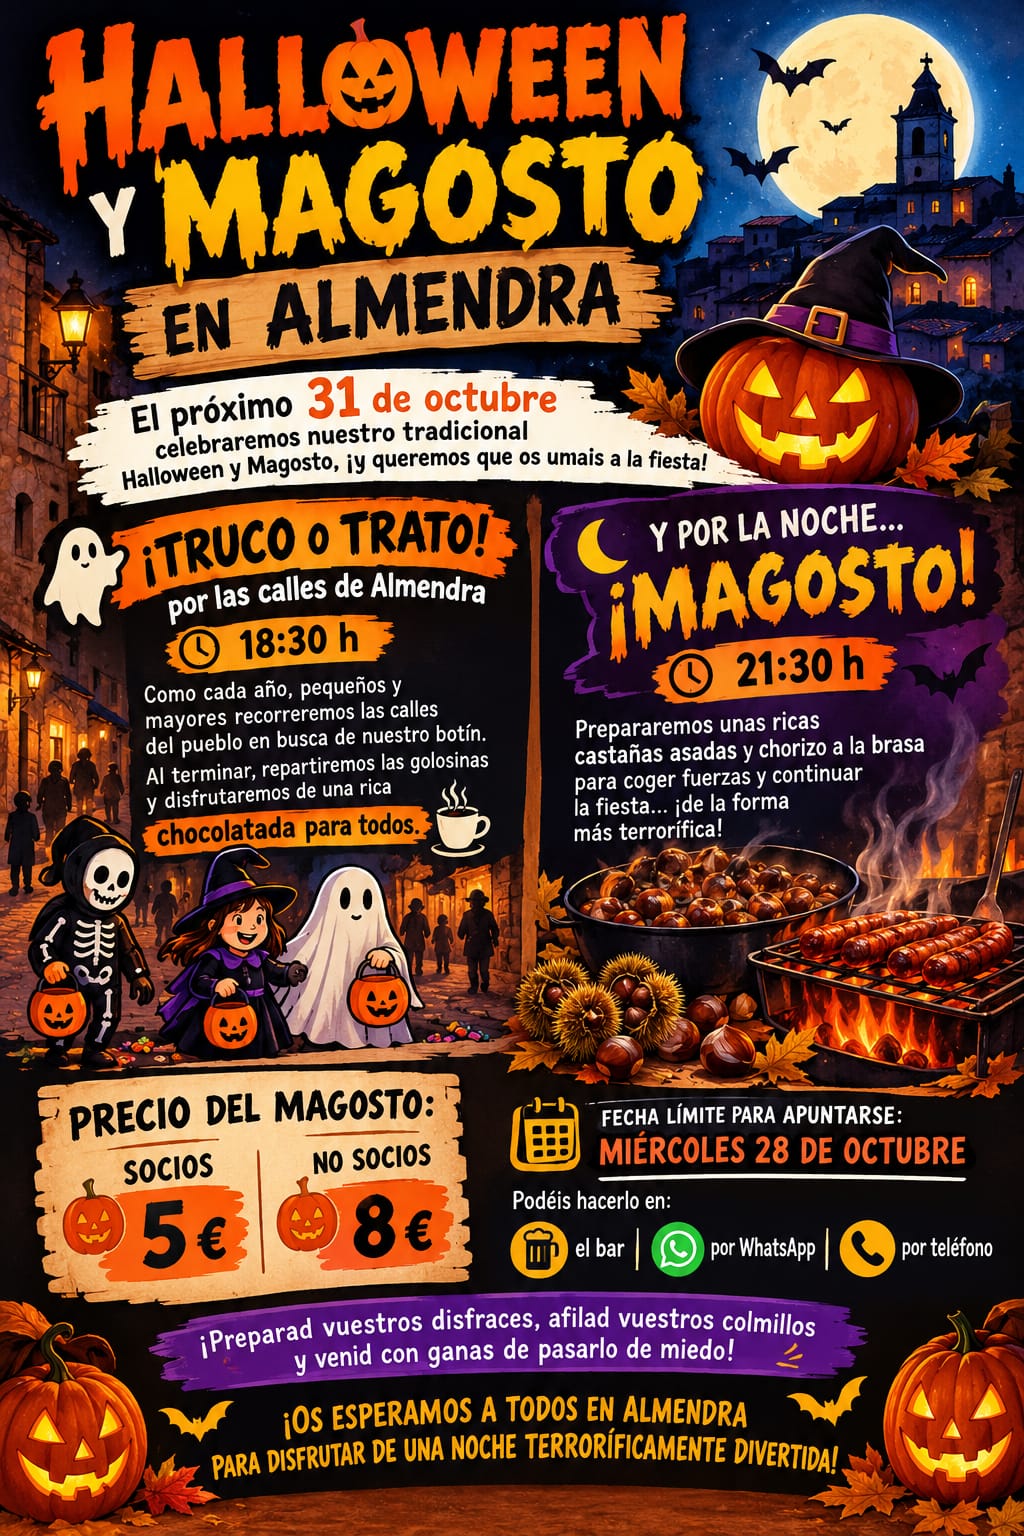 HALLOWEEN
Y MAGOSTO
EN ALMENDRA
El próximo 31 de octubre
celebraremos nuestro tradicional
Halloween y Magosto, ¡y queremos que os umais a la fiesta!
¡TRUCO O TRATO!
por las calles de Almendra
18:30 h
Como cada año, pequeños y
mayores recorreremos las calles
del pueblo en busca de nuestro botín.
Al terminar, repartiremos las golosinas
y disfrutaremos de una rica
chocolatada para todos.
Y POR LA NOCHE...
¡MAGOSTO!
21:30 h
Prepararemos unas ricas
castañas asadas y chorizo a la brasa
para coger fuerzas y continuar
la fiesta... ¡de la forma
más terrorífica!
PRECIO DEL MAGOSTO:
SOCIOS
5€
NO SOCIOS
8€
FECHA LÍMITE PARA APUNTARSE:
MIÉRCOLES 28 DE OCTUBRE
Podéis hacerlo en:
el bar
por WhatsApp
por teléfono
¡Preparad vuestros disfraces, afilad vuestros colmillos
y venid con ganas de pasarlo de miedo!
¡OS ESPERAMOS A TODOS EN ALMENDRA
PARA DISFRUTAR DE UNA NOCHE TERRORÍFICAMENTE DIVERTIDA!